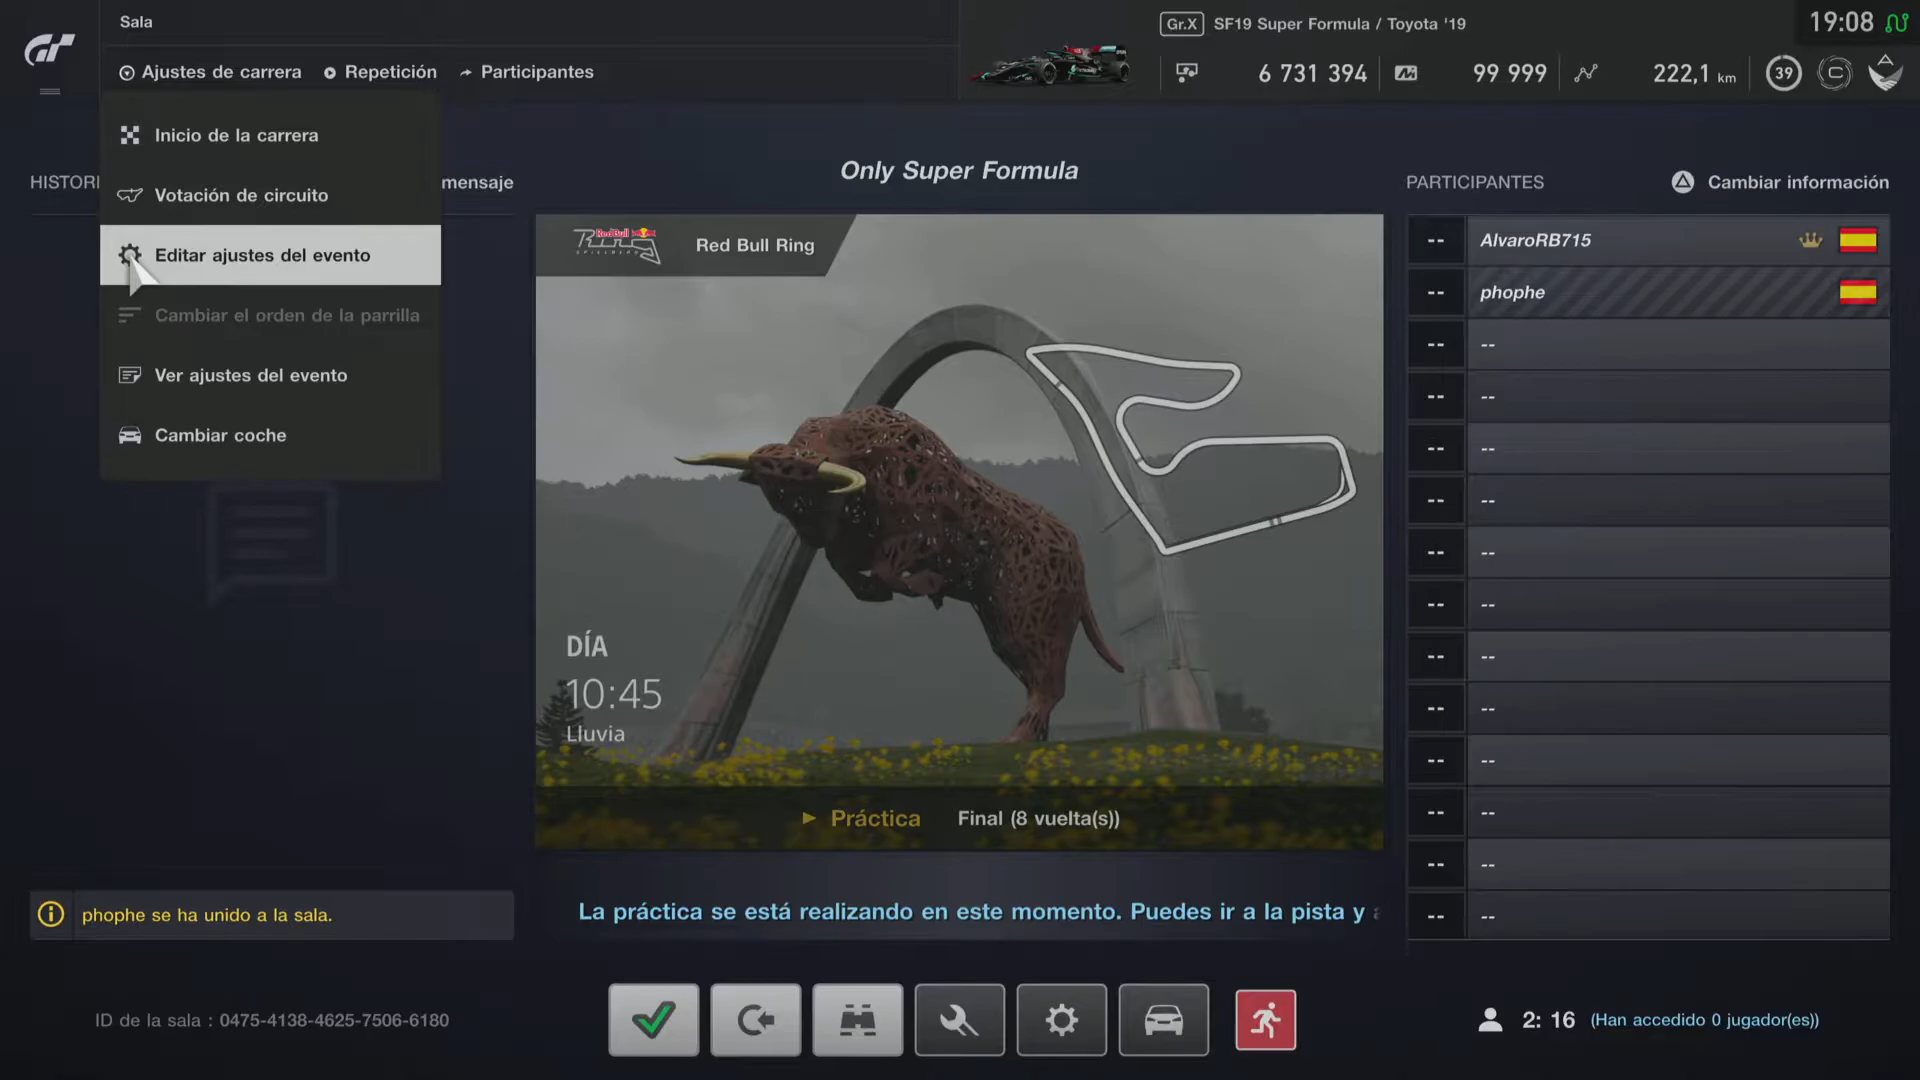 Sala
Gr.X SF19 Super Formula / Toyota '19
19:08
Ajustes de carrera Repetición Participantes
6 731 394 99 999 222,1 km 39 C A
Inicio de la carrera
Votación de circuito
Editar ajustes del evento
Cambiar el orden de la parrilla
Ver ajustes del evento
Cambiar coche
HISTORI mensaje
Only Super Formula
Red Bull Ring SPIELBERG
Red Bull Ring
DÍA
10:45
Lluvia
Práctica Final (8 vuelta(s))
La práctica se está realizando en este momento. Puedes ir a la pista y a
PARTICIPANTES Cambiar información
-- AlvaroRB715
-- phophe
-- --
-- --
-- --
-- --
-- --
-- --
-- --
-- --
-- --
-- --
-- --
-- --
phophe se ha unido a la sala.
ID de la sala : 0475-4138-4625-7506-6180
2: 16 (Han accedido 0 jugador(es))